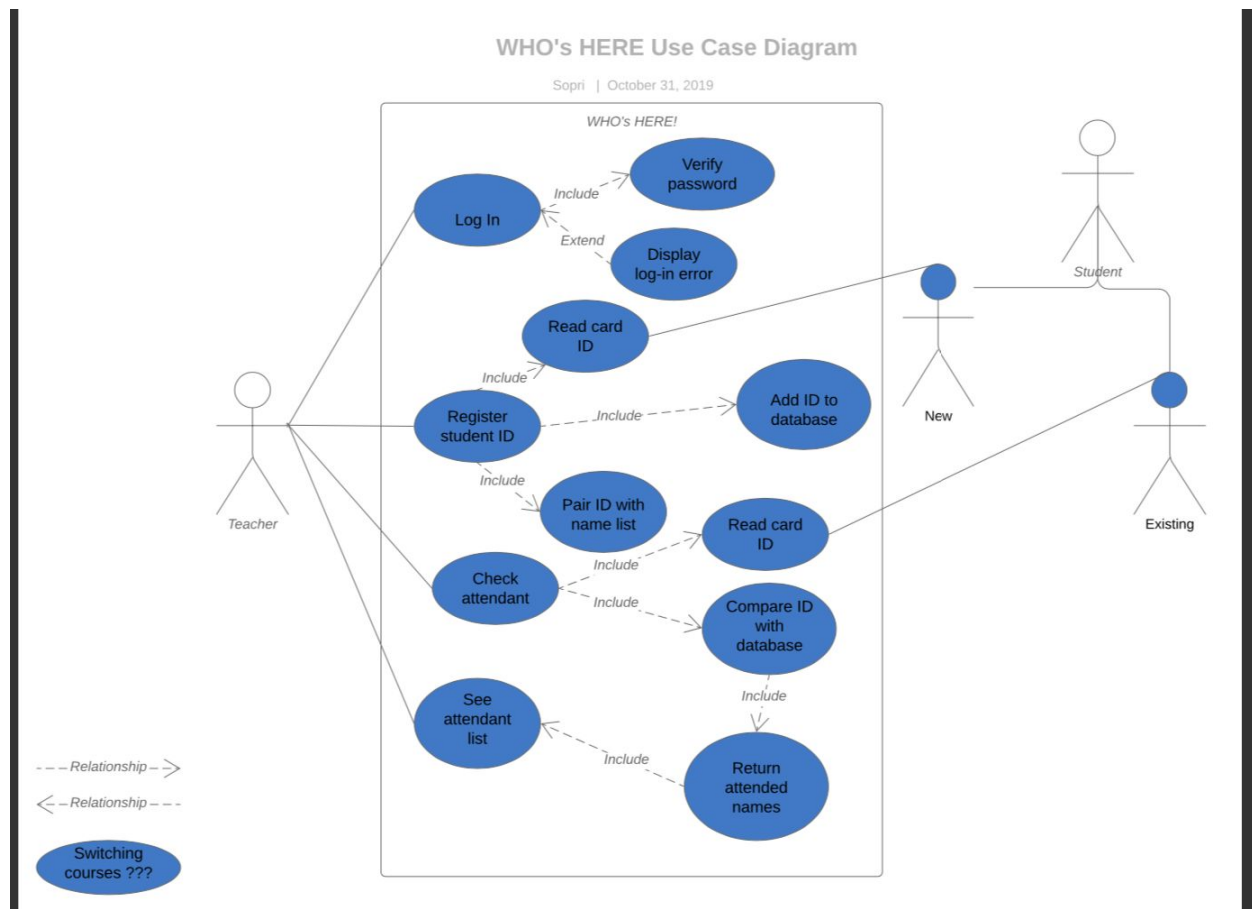 WHO's HERE Use Case Diagram
Sopri | October 31, 2019
WHO's HERE!
Verify
password
Include
Log In
Extend
Display
log-in error
Student
Read card
ID
Include
Register
student ID
Include
Add ID to
database
New
Include
Pair ID with
name list
Read card
ID
Teacher
Existing
Include
Check
attendant
Include
Compare ID
with
database
Include
See
attendant
list
Include
Return
attended
names
Relationship
Relationship
Switching
courses ???